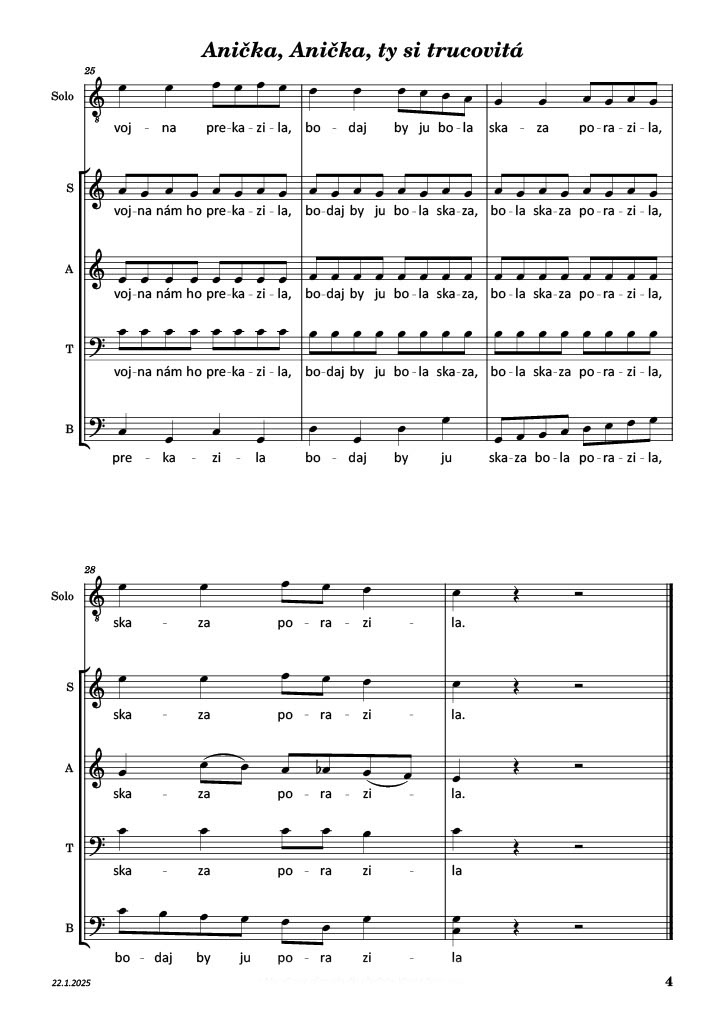 Anička, Anička, ty si trucovitá
25
Solo
voj - na pre-ka-zi-la, bo - daj by ju bo-la ska - za po-ra-zi-la,
S
voj-na nám ho pre-ka-zi-la, bo-daj by ju bo-la ska-za, bo-la ska-za po-ra-zi-la,
A
voj-na nám ho pre-ka-zi-la, bo-daj by ju bo-la ska-za, bo-la ska-za po-ra-zi-la,
T
voj-na nám ho pre-ka-zi-la, bo-daj by ju bo-la ska-za, bo-la ska-za po-ra-zi-la,
B
pre - ka - zi - la bo - daj by ju ska-za bo-la po-ra-zi-la,
28
Solo
ska - za po - ra - zi - la.
S
ska - za po - ra - zi - la.
A
ska - za po - ra - zi - la.
T
ska - za po - ra - zi - la
B
bo - daj by ju po - ra - zi - la
22.1.2025
4